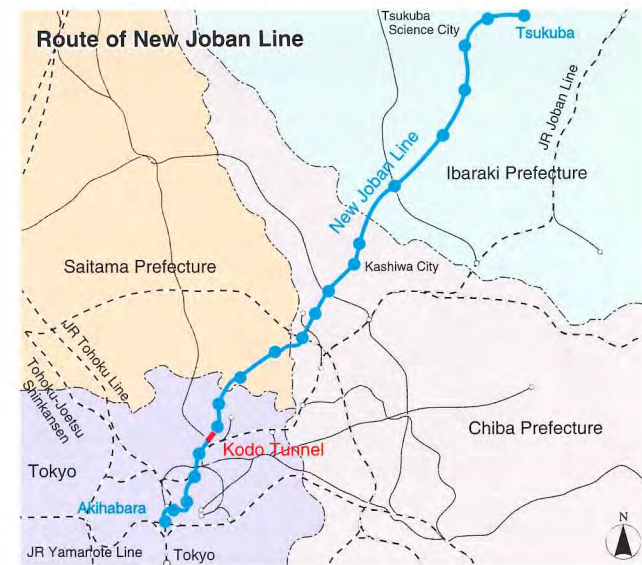 Route of New Joban Line
Tsukuba
Science City
Tsukuba
JR Joban Line
New Joban Line
Ibaraki Prefecture
Saitama Prefecture
Kashiwa City
JR Tohoku Line
Tohoku-Joetsu
Shinkansen
Chiba Prefecture
Kodo Tunnel
Tokyo
Akihabara
N
JR Yamanote Line
Tokyo